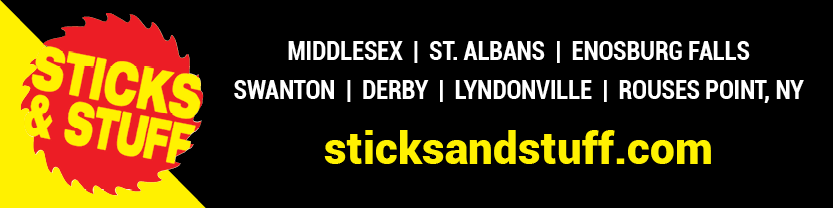 STICKS
& STUFF
MIDDLESEX | ST. ALBANS | ENOSBURG FALLS
SWANTON | DERBY | LYNDONVILLE | ROUSES POINT, NY
sticksandstuff.com